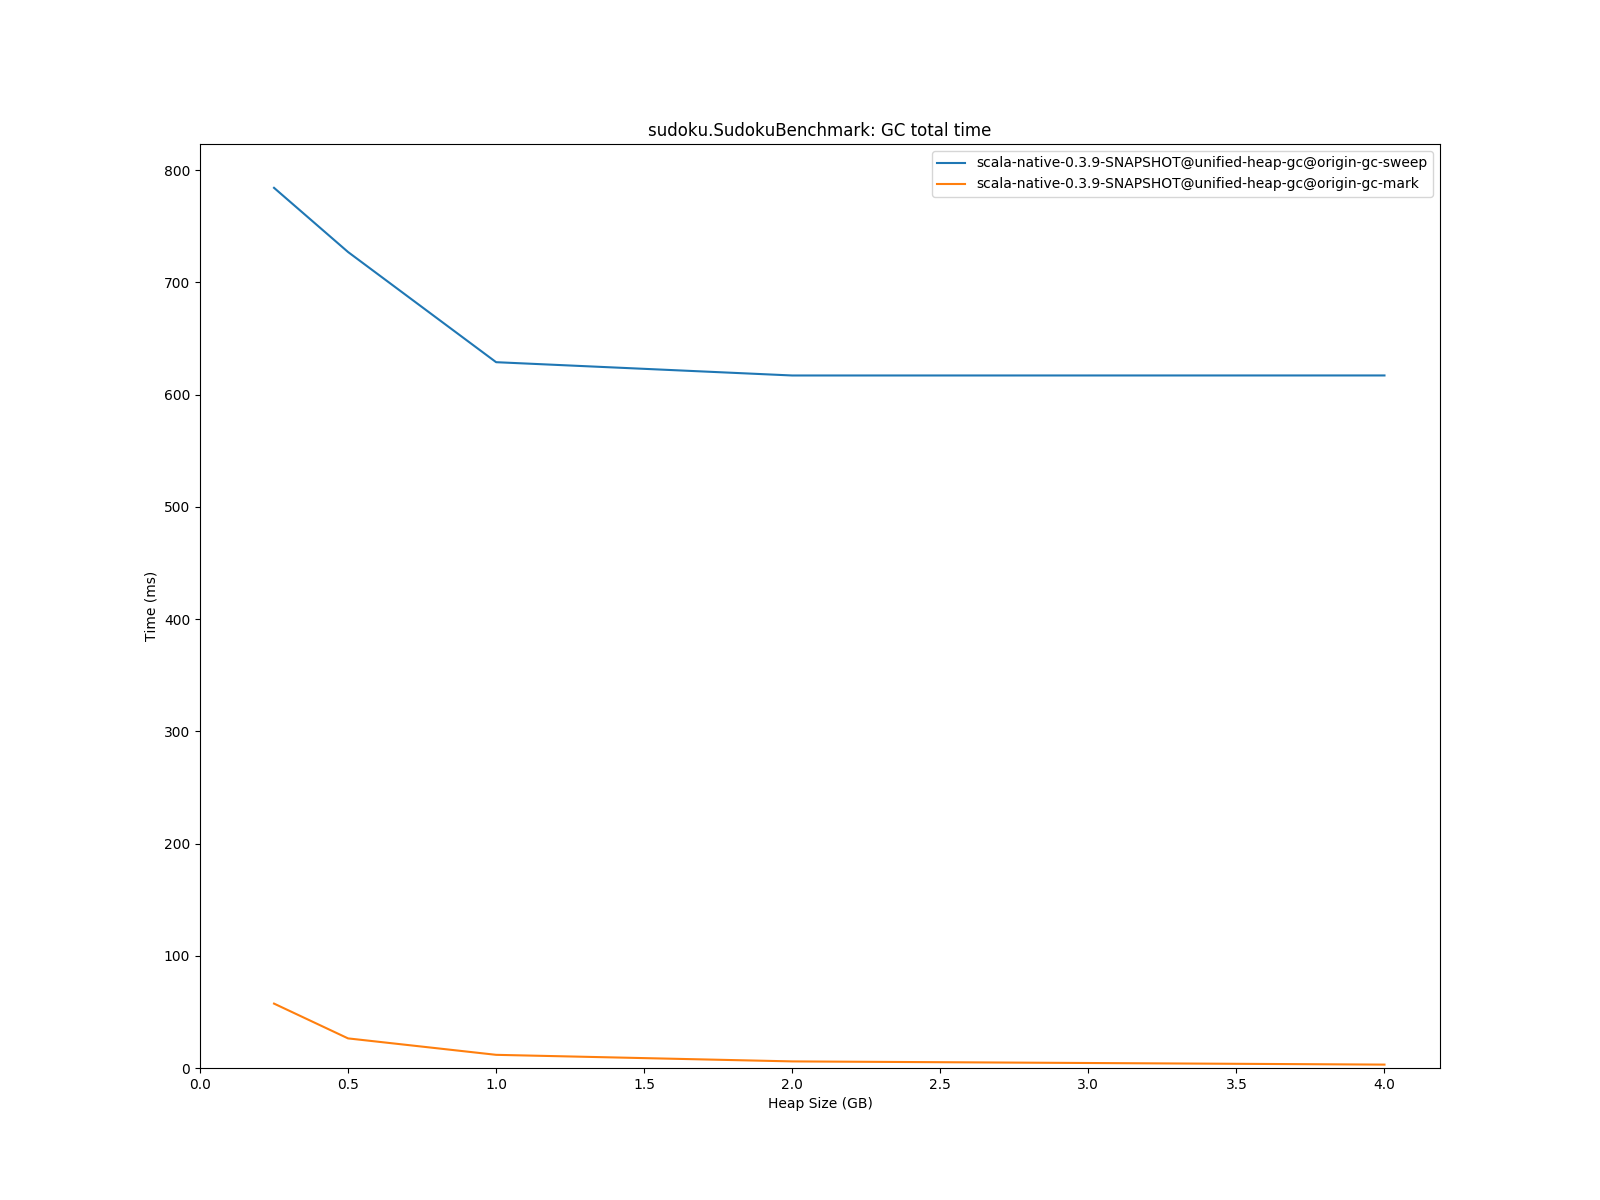 sudoku.SudokuBenchmark: GC total time
scala-native-0.3.9-SNAPSHOT@unified-heap-gc@origin-gc-sweep
scala-native-0.3.9-SNAPSHOT@unified-heap-gc@origin-gc-mark
800
700
600
500
400
300
200
100
0
Time (ms)
0.0 0.5 1.0 1.5 2.0 2.5 3.0 3.5 4.0
Heap Size (GB)